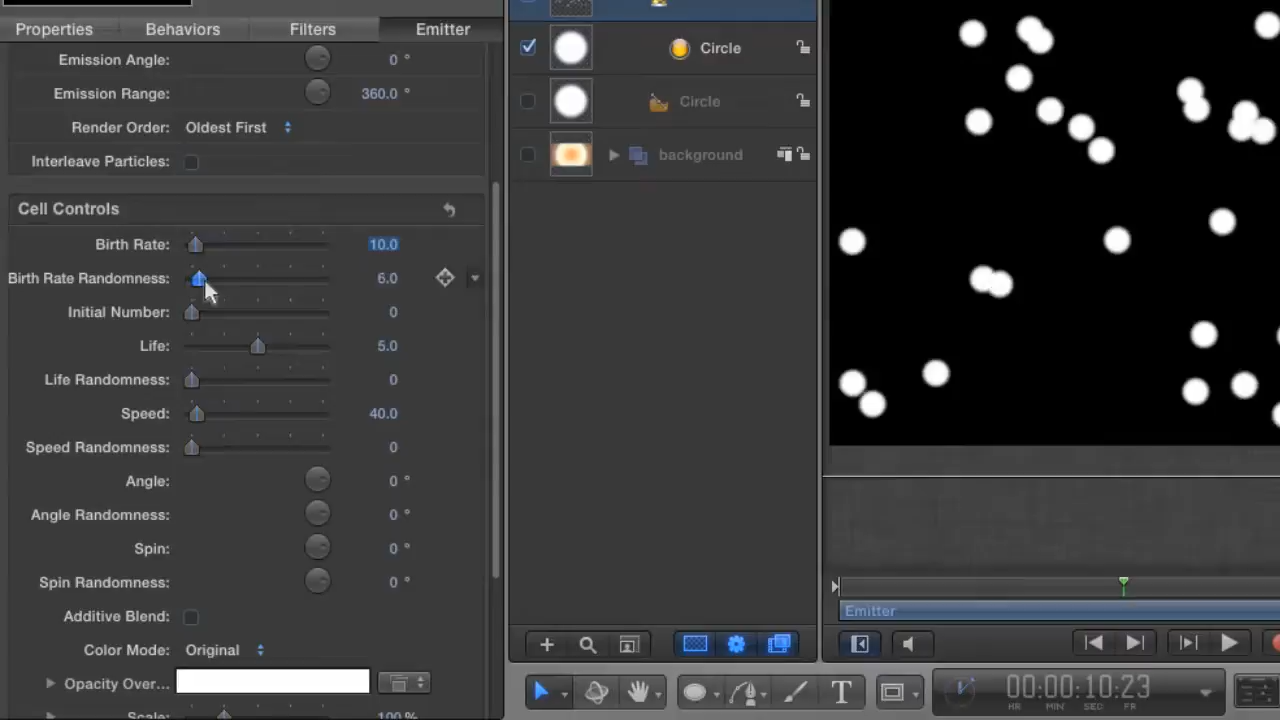 Properties Behaviors Filters Emitter
Emission Angle: 0 °
Emission Range: 360.0 °
Render Order: Oldest First
Interleave Particles:
Cell Controls
Birth Rate: 10.0
Birth Rate Randomness: 6.0
Initial Number: 0
Life: 5.0
Life Randomness: 0
Speed: 40.0
Speed Randomness: 0
Angle: 0 °
Angle Randomness: 0 °
Spin: 0 °
Spin Randomness: 0 °
Additive Blend:
Color Mode: Original
Opacity Over...
Scale: 100 %
Circle
Circle
background
Emitter
T
00:00:10:23
HR MIN SEC FR